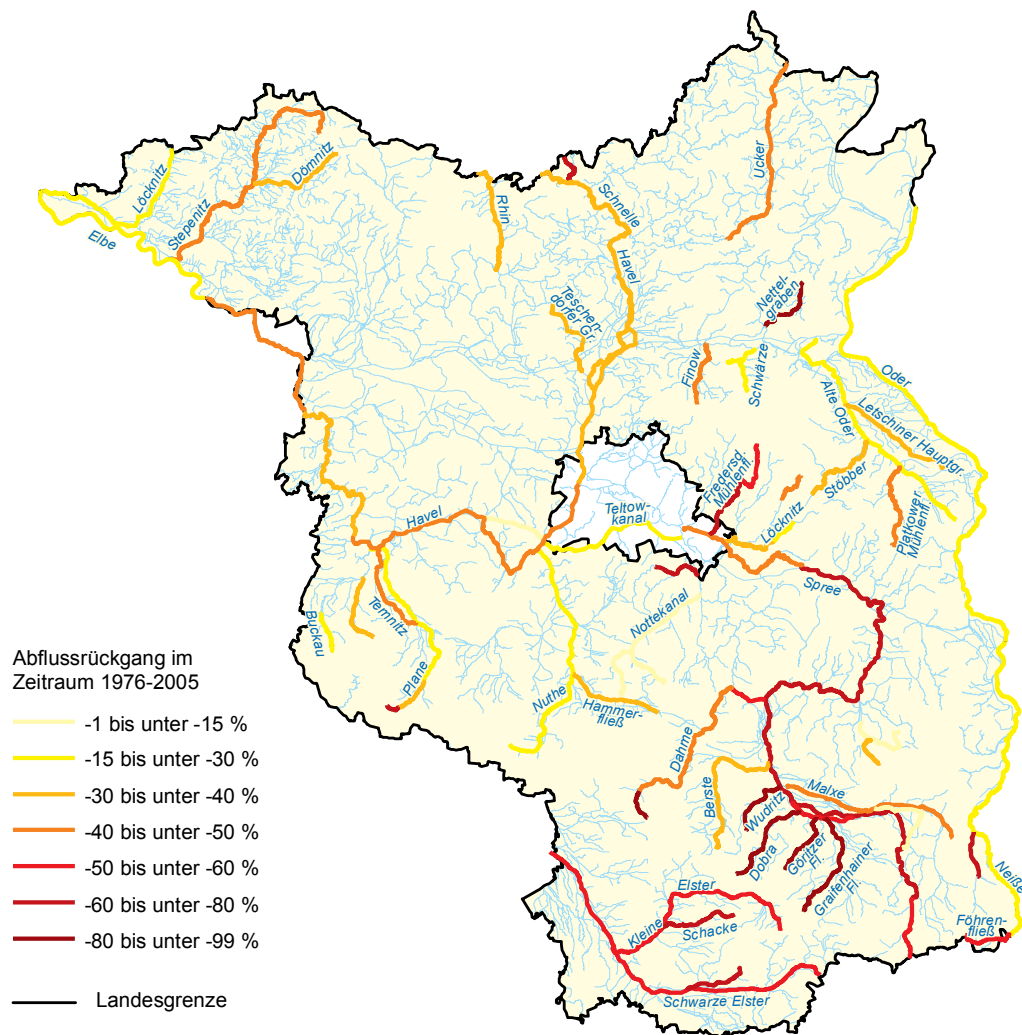 Löcknitz
Dömnitz
Stepenitz
Elbe
Rhin
Schnelle
Havel
Ucker
Nettel-
graben
Teschen-
dorfer Gr.
Finow
Schwärze
Oder
Alte Oder
Letschiner Hauptgr.
Fredersd.
Mühlenfl.
Stöbber
Löcknitz
Platkower
Mühlenfl.
Teltow-
kanal
Havel
Spree
Nottekanal
Temnitz
Buckau
Plane
Nuthe
Hammer-
fließ
Dahme
Berste
Malxe
Wudritz
Dobra
Göritzer
Fl.
Graifenhainer
Fl.
Neiße
Föhren-
fließ
Kleine
Elster
Schacke
Schwarze Elster
Abflussrückgang im
Zeitraum 1976-2005
-1 bis unter -15 %
-15 bis unter -30 %
-30 bis unter -40 %
-40 bis unter -50 %
-50 bis unter -60 %
-60 bis unter -80 %
-80 bis unter -99 %
Landesgrenze